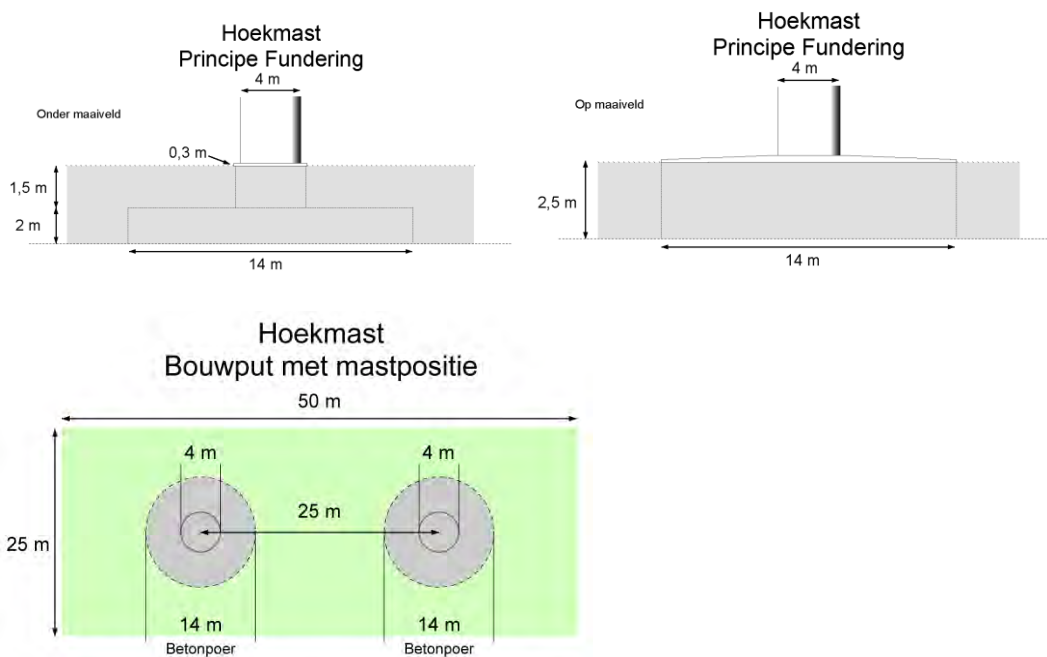 Hoekmast
Principe Fundering
4 m
Onder maaiveld
0,3 m
1,5 m
2 m
14 m
Hoekmast
Principe Fundering
4 m
Op maaiveld
2,5 m
14 m
Hoekmast
Bouwput met mastpositie
50 m
4 m
4 m
25 m
25 m
14 m
14 m
Betonpoer
Betonpoer